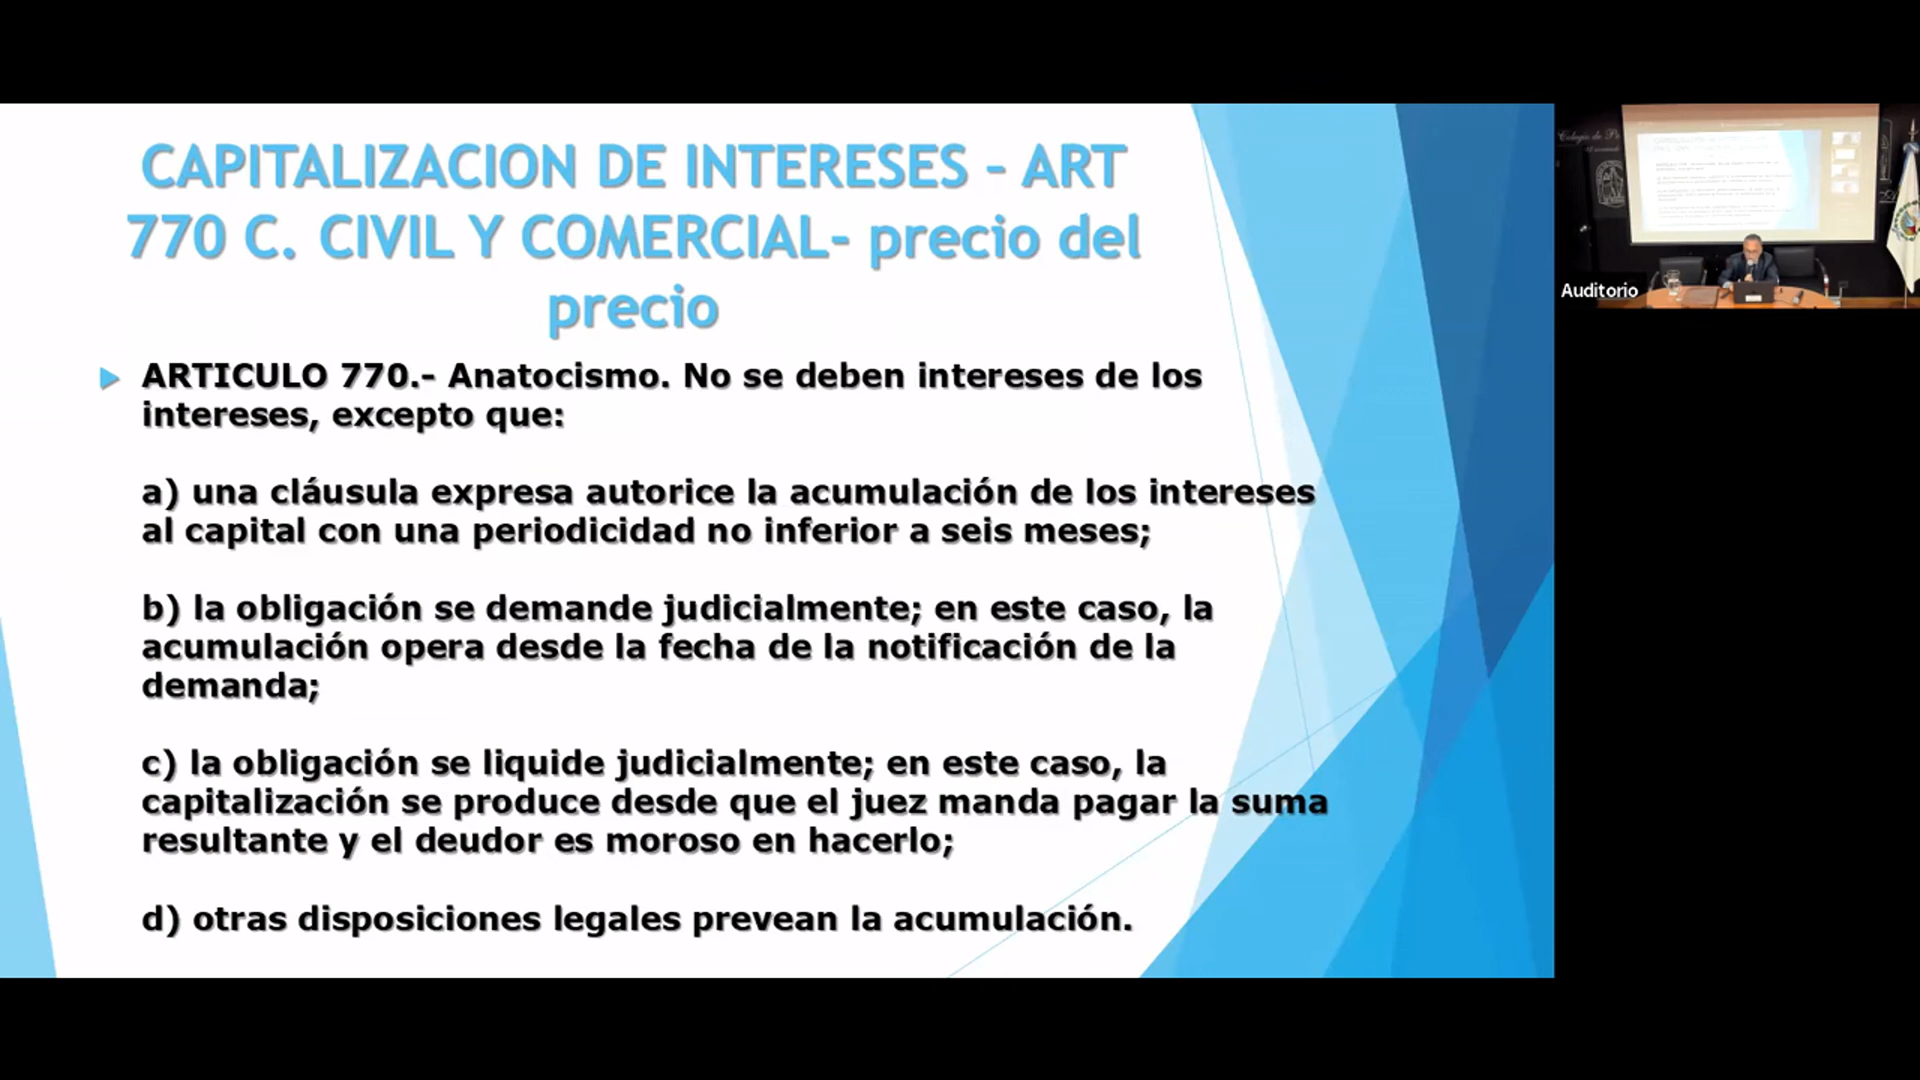 CAPITALIZACION DE INTERESES – ART
770 C. CIVIL Y COMERCIAL- precio del
precio
ARTICULO 770.- Anatocismo. No se deben intereses de los
intereses, excepto que:
a) una cláusula expresa autorice la acumulación de los intereses
al capital con una periodicidad no inferior a seis meses;
b) la obligación se demande judicialmente; en este caso, la
acumulación opera desde la fecha de la notificación de la
demanda;
c) la obligación se liquide judicialmente; en este caso, la
capitalización se produce desde que el juez manda pagar la suma
resultante y el deudor es moroso en hacerlo;
d) otras disposiciones legales prevean la acumulación.
Colegio de
Auditorio